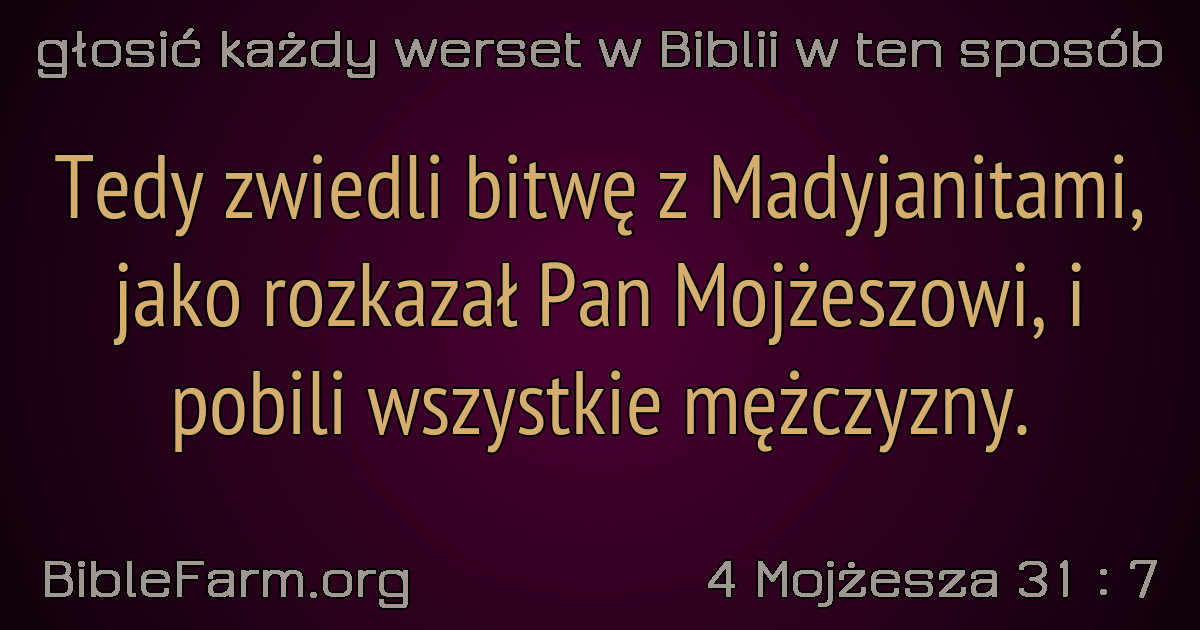 głosić każdy werset w Biblii w ten sposób
Tedy zwiedli bitwę z Madyjanitami,
jako rozkazał Pan Mojżeszowi, i
pobili wszystkie mężczyzny.
BibleFarm.org
4 Mojżesza 31 : 7